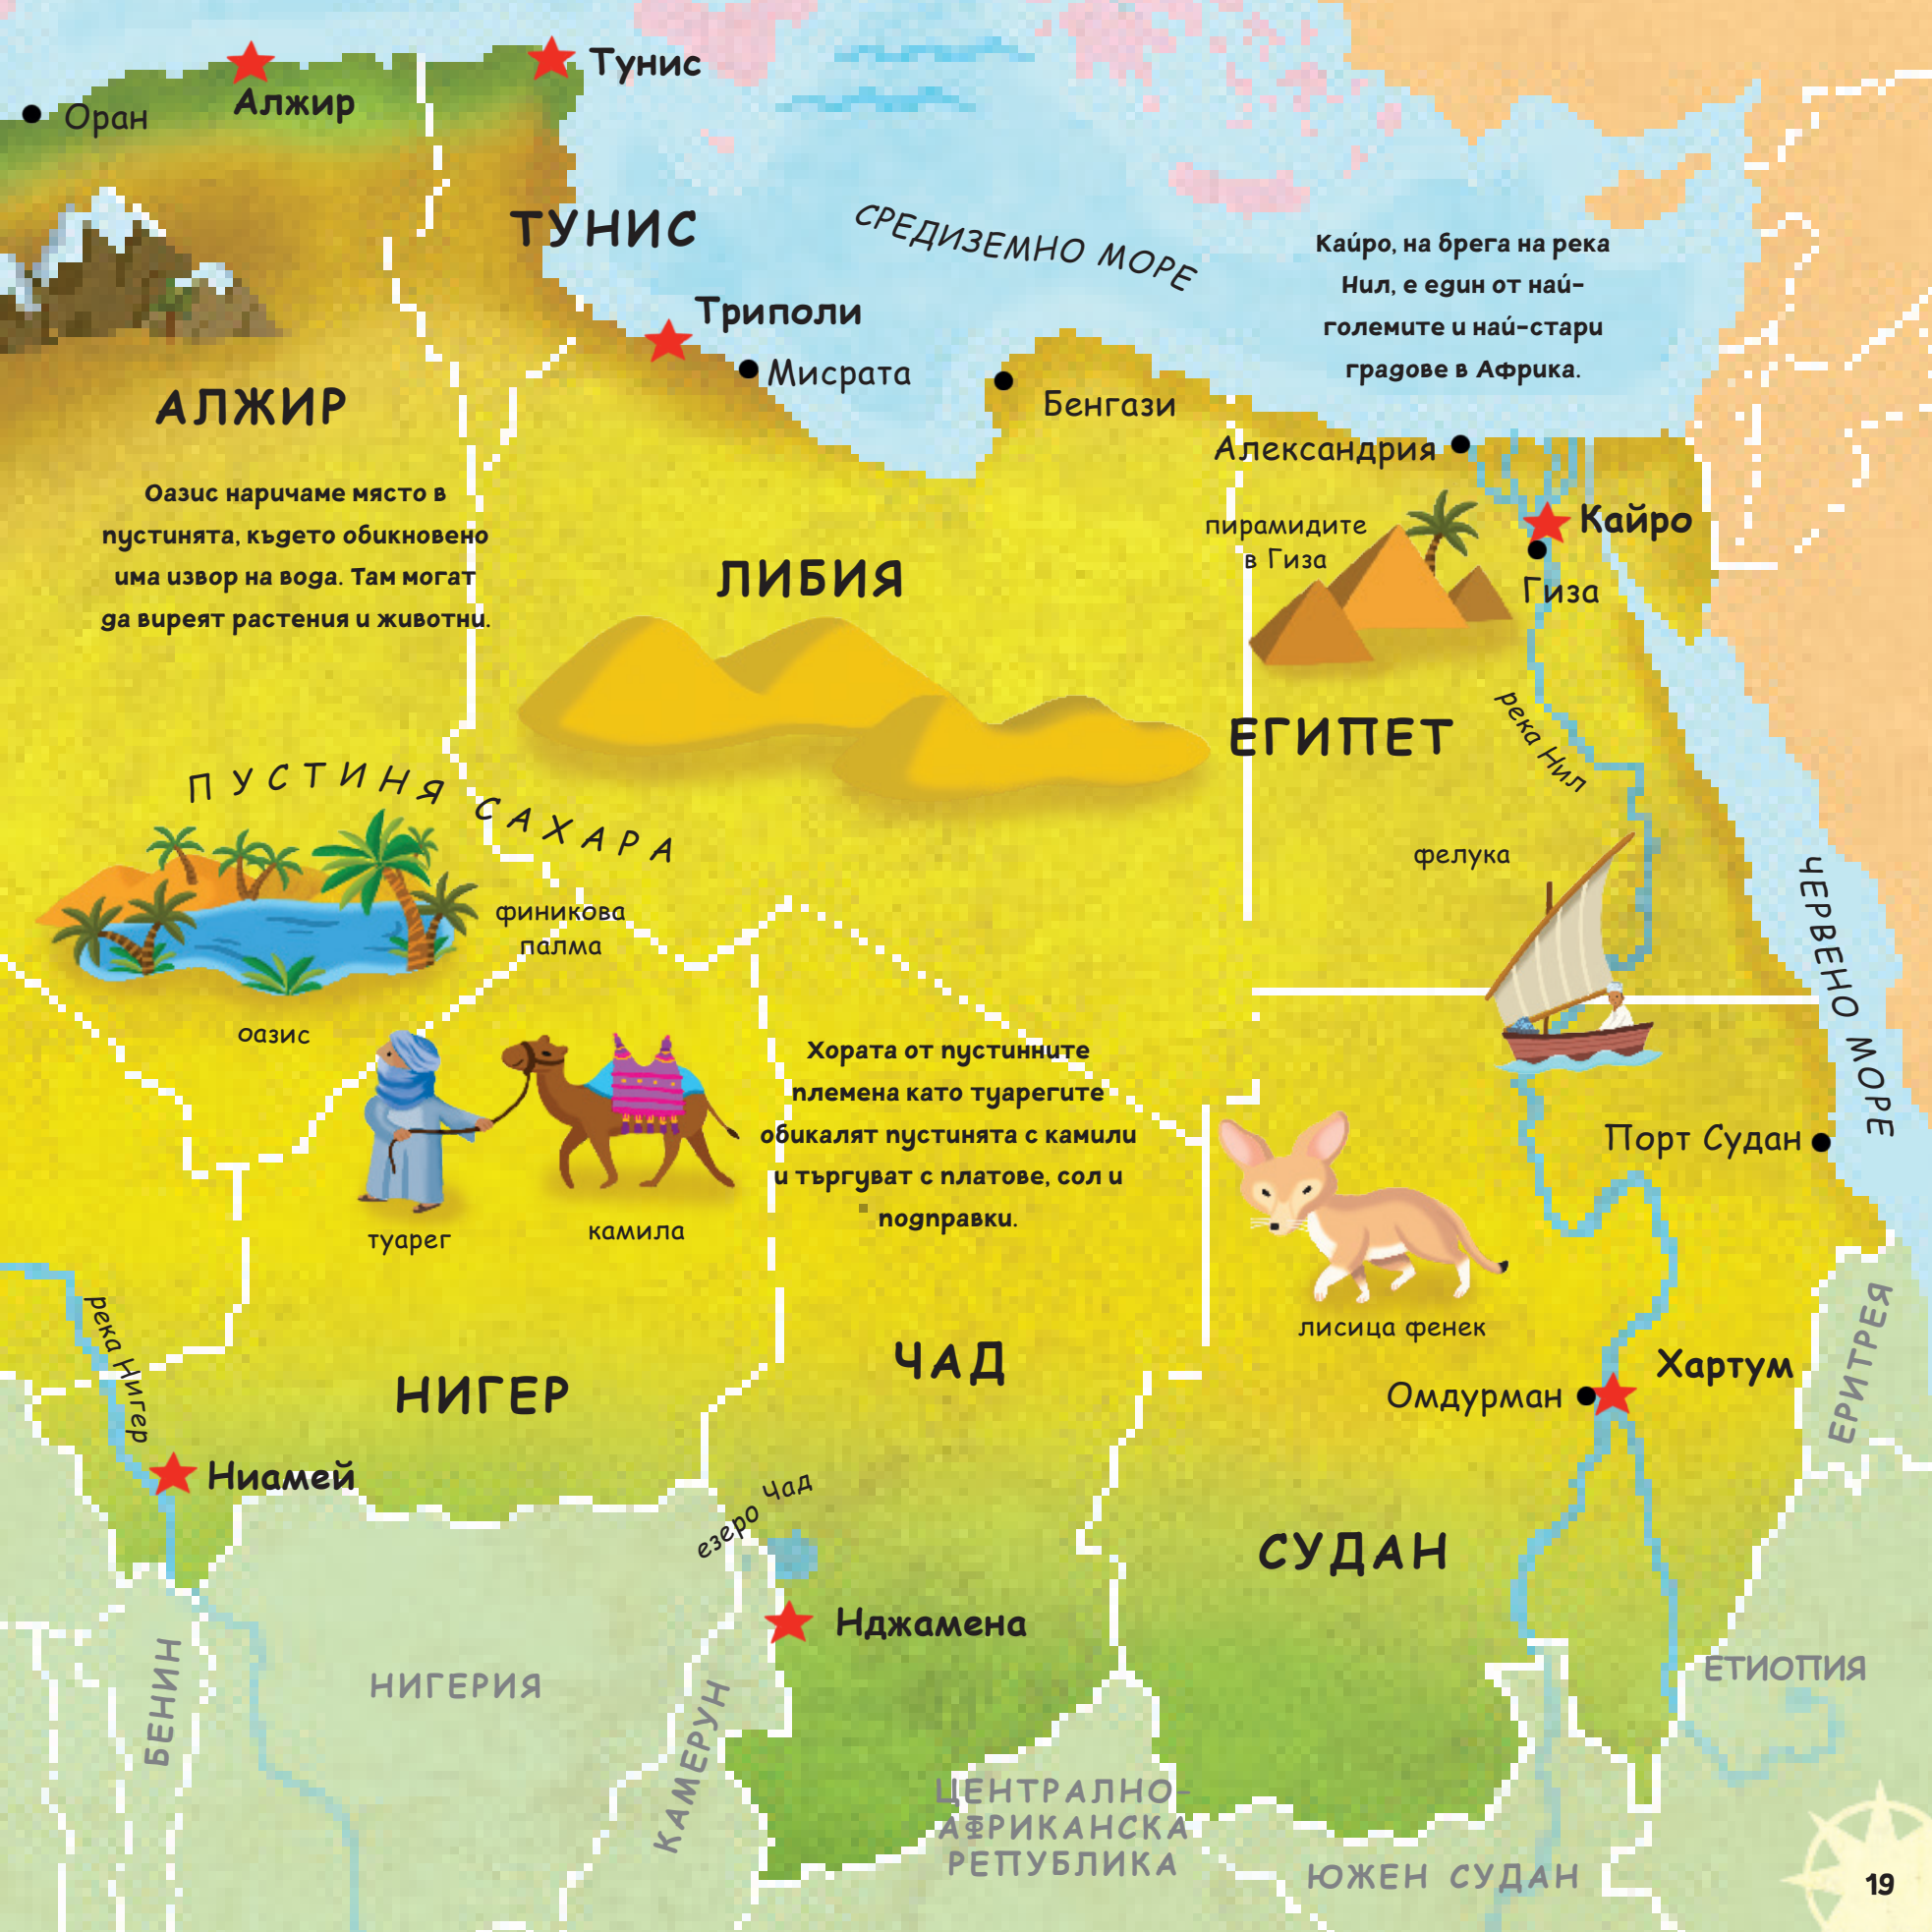 Тунис
Алжир
Оран
ТУНИС
СРЕДИЗЕМНО МОРЕ
Кайро, на брега на река
Нил, е един от най-
големите и най-стари
градове в Африка.
Триполи
Мисрата
Бенгази
АЛЖИР
Александрия
Оазис наричаме място в
пустинята, където обикновено
има извор на вода. Там могат
да виреят растения и животни.
пирамидите
в Гиза
Кайро
Гиза
ЛИБИЯ
ЕГИПЕТ
река Нил
ПУСТИНЯ САХАРА
фелука
ЧЕРВЕНО МОРЕ
финикова
палма
оазис
Хората от пустинните
племена като туарегите
обикалят пустинята с камили
и търгуват с платове, сол и
подправки.
Порт Судан
туарег
камила
лисица фенек
река Нигер
ЕРИТРЕЯ
НИГЕР
ЧАД
Хартум
Омдурман
Ниамей
езеро Чад
СУДАН
Нджамена
БЕНИН
НИГЕРИЯ
КАМЕРУН
ЕТИОПИЯ
ЦЕНТРАЛНО-
АФРИКАНСКА
РЕПУБЛИКА
ЮЖЕН СУДАН
19